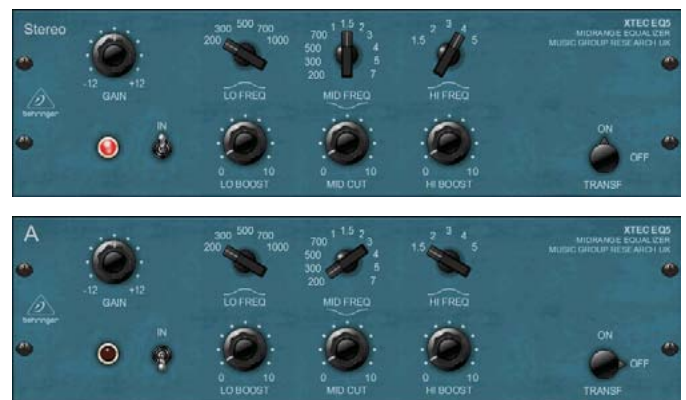 Stereo
-12 +12
GAIN
IN
behringer
200 300 500 700 1000
LO FREQ
0 10
LO BOOST
200 300 500 700 1 1.5 2 3 4 5 7
MID FREQ
0 10
MID CUT
1.5 2 3 4 5
HI FREQ
0 10
HI BOOST
XTEC EQ5
MIDRANGE EQUALIZER
MUSIC GROUP RESEARCH UK
ON
OFF
TRANSF
A
-12 +12
GAIN
IN
behringer
200 300 500 700 1000
LO FREQ
0 10
LO BOOST
200 300 500 700 1 1.5 2 3 4 5 7
MID FREQ
0 10
MID CUT
1.5 2 3 4 5
HI FREQ
0 10
HI BOOST
XTEC EQ5
MIDRANGE EQUALIZER
MUSIC GROUP RESEARCH UK
ON
OFF
TRANSF